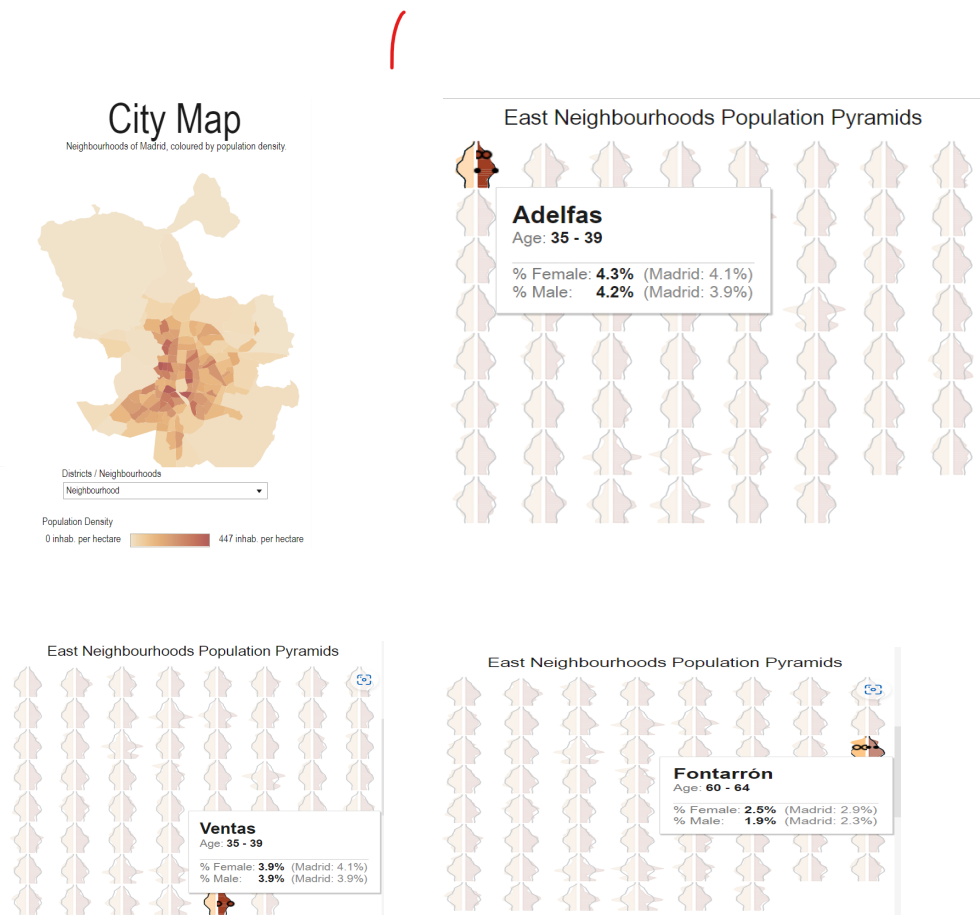 City Map
Neighbourhoods of Madrid, coloured by population density.
Districts / Neighbourhoods
Neighbourhood
Population Density
0 inhab. per hectare
447 inhab. per hectare
East Neighbourhoods Population Pyramids
Adelfas
Age: 35 - 39
% Female: 4.3% (Madrid: 4.1%)
% Male: 4.2% (Madrid: 3.9%)
East Neighbourhoods Population Pyramids
Ventas
Age: 35 - 39
% Female: 3.9% (Madrid: 4.1%)
% Male: 3.9% (Madrid: 3.9%)
East Neighbourhoods Population Pyramids
Fontarrón
Age: 60 - 64
% Female: 2.5% (Madrid: 2.9%)
% Male: 1.9% (Madrid: 2.3%)